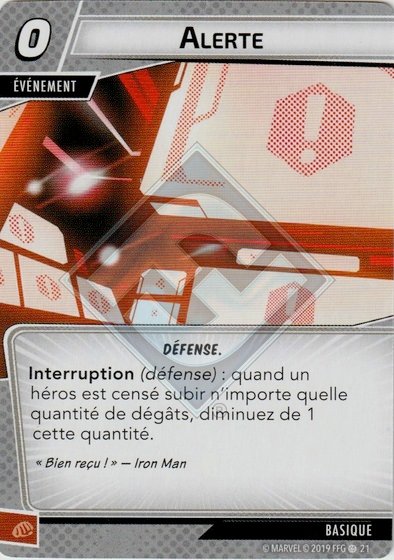 0
ALERTE
ÉVÉNEMENT
DÉFENSE.
Interruption (défense) : quand un
héros est censé subir n'importe quelle
quantité de dégâts, diminuez de 1
cette quantité.
« Bien reçu ! » — Iron Man
BASIQUE
© MARVEL © 2019 FFG 21